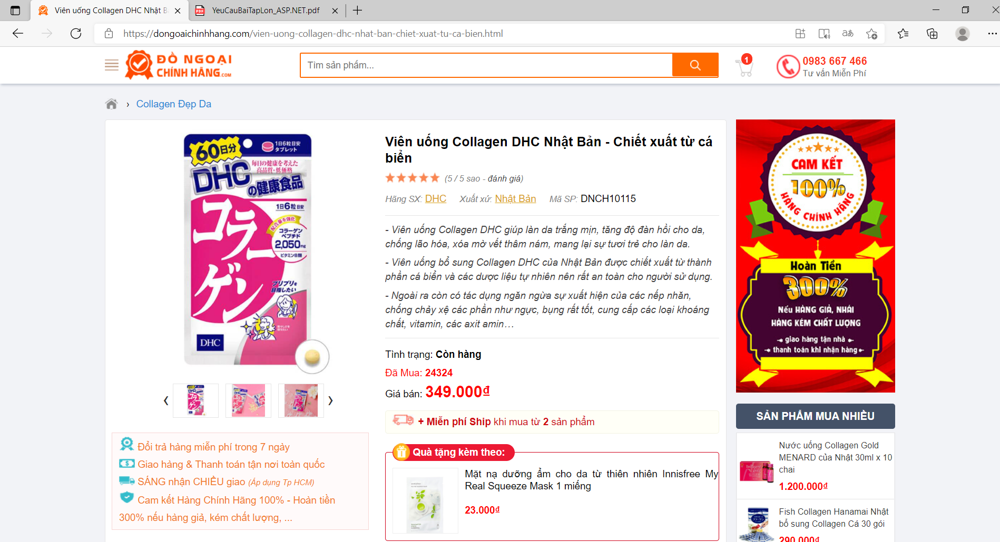 Viên uống Collagen DHC Nhật B
YeuCauBaiTapLon_ASP.NET.pdf
https://dongoaichinhhang.com/vien-uong-collagen-dhc-nhat-ban-chiet-xuat-tu-ca-bien.html
ĐỒ NGOẠI
CHÍNH HÃNG.COM
Tìm sản phẩm...
1
0983 667 466
Tư vấn Miễn Phí
› Collagen Đẹp Da
60日分
1日6粒目安
タブレット
毎日の健康を考えた
高品質・低価格
DHC
の健康食品
1日6粒目安
配合量を強化
コラーゲン
ペプチド
2,050mg
ビタミンB類
コラーゲン
プリプリを
目指したい
DHC
‹ ›
Đổi trả hàng miễn phí trong 7 ngày
Giao hàng & Thanh toán tận nơi toàn quốc
SÁNG nhận CHIỀU giao (Áp dụng Tp HCM)
Cam kết Hàng Chính Hãng 100% - Hoàn tiền
300% nếu hàng giả, kém chất lượng, ...
Viên uống Collagen DHC Nhật Bản - Chiết xuất từ cá
biển
(5 / 5 sao - đánh giá)
Hãng SX: DHC Xuất xứ: Nhật Bản Mã SP: DNCH10115
- Viên uống Collagen DHC giúp làn da trắng mịn, tăng độ đàn hồi cho da,
chống lão hóa, xóa mờ vết thâm nám, mang lại sự tươi trẻ cho làn da.
- Viên uống bổ sung Collagen DHC của Nhật Bản được chiết xuất từ thành
phần cá biển và các dược liệu tự nhiên nên rất an toàn cho người sử dụng.
- Ngoài ra còn có tác dụng ngăn ngừa sự xuất hiện của các nếp nhăn,
chống chảy xệ các phần như ngực, bụng rất tốt, cung cấp các loại khoáng
chất, vitamin, các axit amin…
Tình trạng: Còn hàng
Đã Mua: 24324
Giá bán: 349.000₫
+ Miễn phí Ship khi mua từ 2 sản phẩm
Quà tặng kèm theo:
Mặt nạ dưỡng ẩm cho da từ thiên nhiên Innisfree My
Real Squeeze Mask 1 miếng
23.000₫
CAM KẾT
100%
HÀNG CHÍNH HÃNG
Hoàn Tiền
300%
NẾU HÀNG GIẢ, NHÁI
HÀNG KÉM CHẤT LƯỢNG
giao hàng tận nhà
thanh toán khi nhận hàng
SẢN PHẨM MUA NHIỀU
Nước uống Collagen Gold
MENARD của Nhật 30ml x 10
chai
1.200.000₫
Fish Collagen Hanamai Nhật
bổ sung Collagen Cá 30 gói
290.000₫